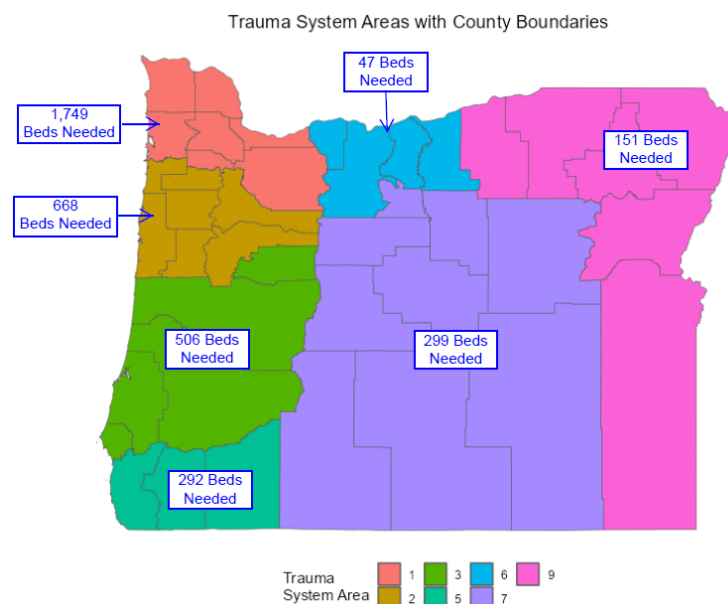 Trauma System Areas with County Boundaries
47 Beds
Needed
1,749
Beds Needed
151 Beds
Needed
668
Beds Needed
506 Beds
Needed
299 Beds
Needed
292 Beds
Needed
Trauma
System Area
1
3
6
9
2
5
7